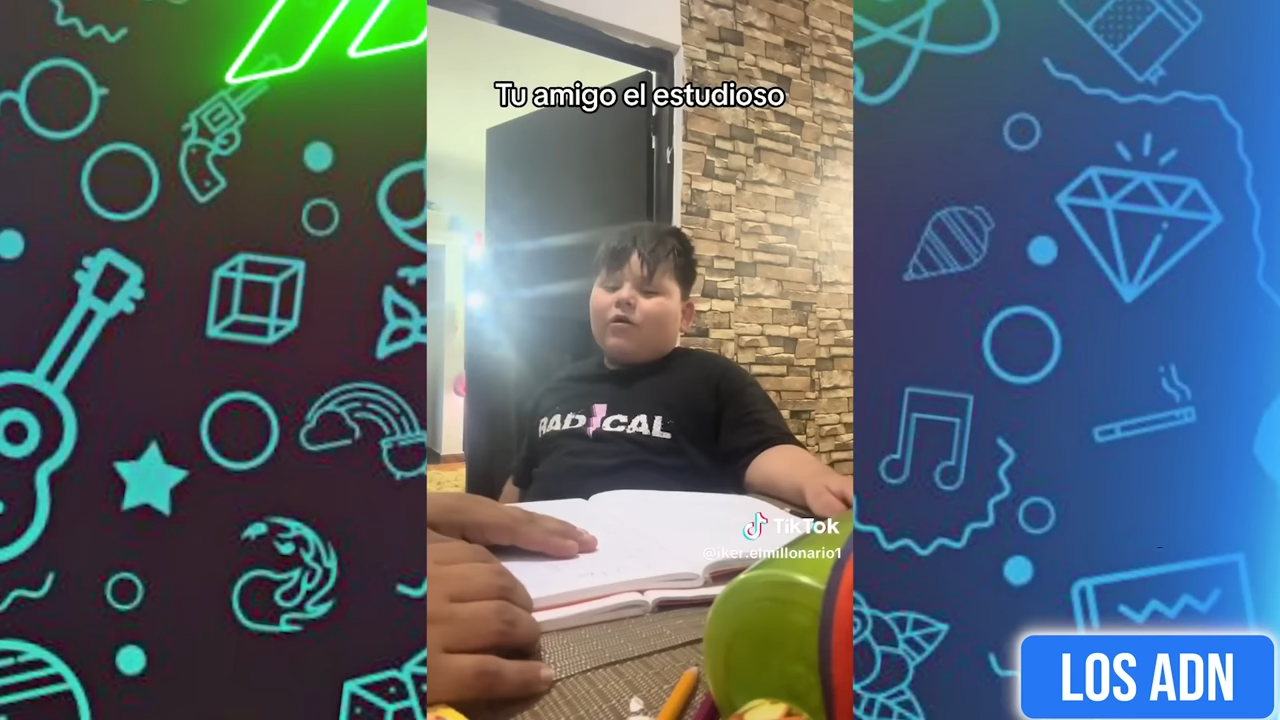 Tu amigo el estudioso
RADICAL
TikTok
@iker.elmillonario1
LOS ADN